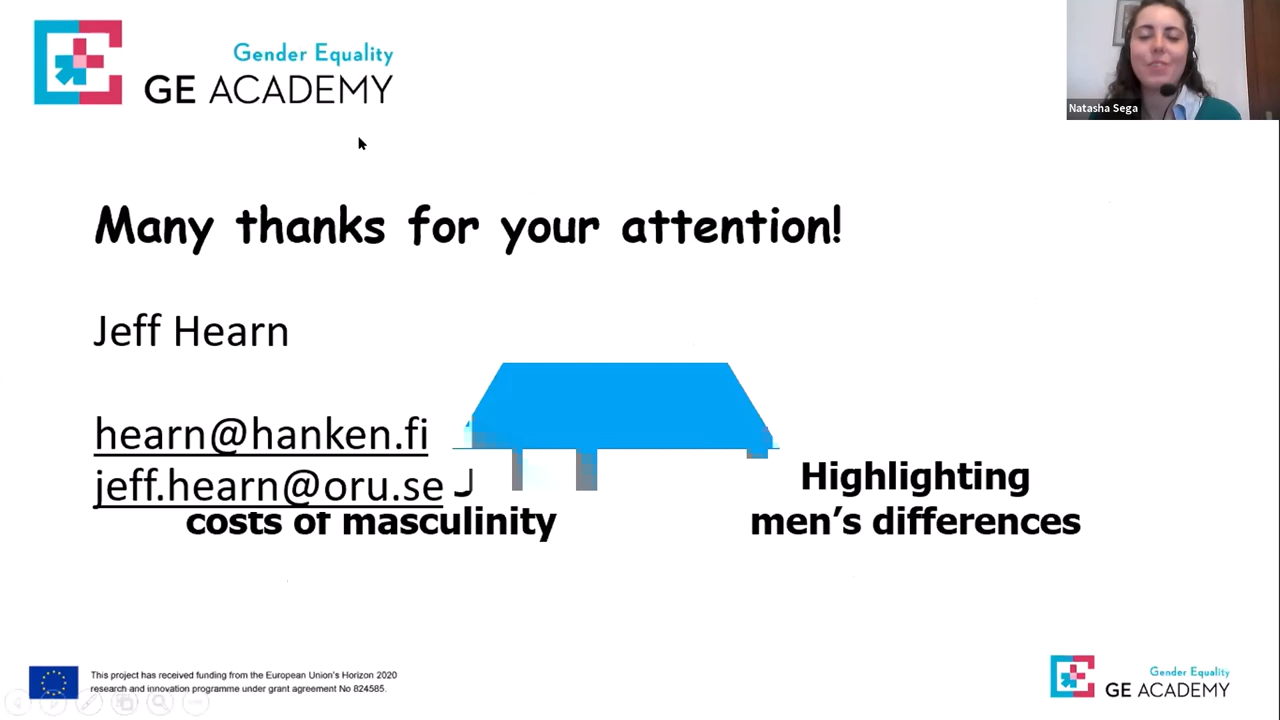 Gender Equality
GE ACADEMY
Natasha Sega
Many thanks for your attention!
Jeff Hearn
hearn@hanken.fi
jeff.hearn@oru.se
Highlighting
costs of masculinity
men’s differences
This project has received funding from the European Union's Horizon 2020
research and innovation programme under grant agreement No 824585.
Gender Equality
GE ACADEMY